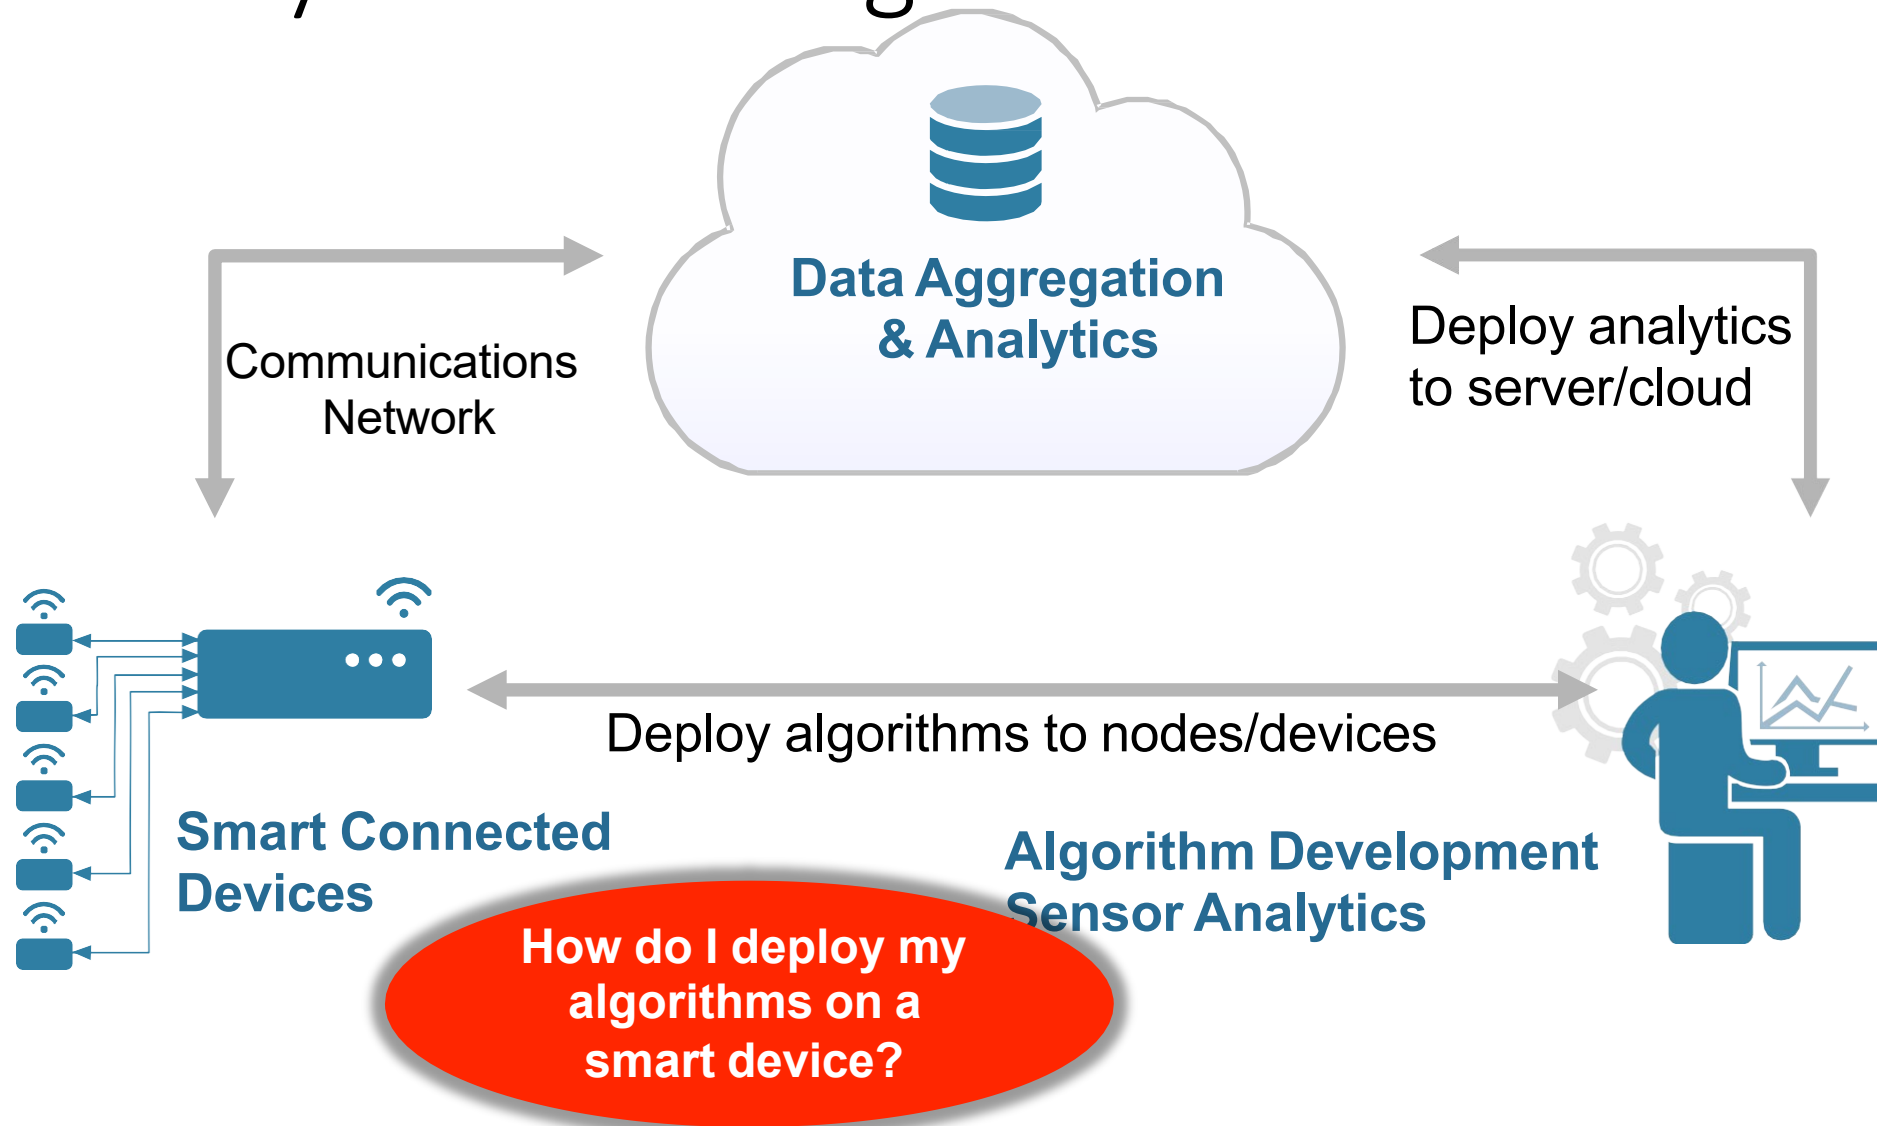 Data Aggregation
& Analytics
Communications
Network
Deploy analytics
to server/cloud
Deploy algorithms to nodes/devices
Smart Connected
Devices
Algorithm Development
Sensor Analytics
How do I deploy my
algorithms on a
smart device?